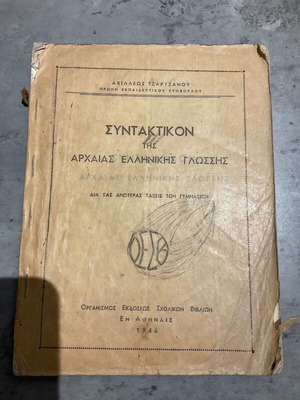 ΑΧΙΛΛΕΩΣ ΤΖΑΡΤΖΑΝΟΥ
ΠΡΩΗΝ ΕΚΠΑΙΔΕΥΤΙΚΟΥ ΣΥΜΒΟΥΛΟΥ
ΣΥΝΤΑΚΤΙΚΟΝ
ΤΗΣ
ΑΡΧΑΙΑΣ ΕΛΛΗΝΙΚΗΣ ΓΛΩΣΣΗΣ
ΑΡΧΑΙΑΣ ΕΛΛΗΝΙΚΗΣ ΓΛΩΣΣΗΣ
ΔΙΑ ΤΑΣ ΑΝΩΤΕΡΑΣ ΤΑΞΕΙΣ ΤΩΝ ΓΥΜΝΑΣΙΩΝ
ΟΡΓΑΝΙΣΜΟΣ ΕΚΔΟΣΕΩΣ ΣΧΟΛΙΚΩΝ ΒΙΒΛΙΩΝ
ΕΝ ΑΘΗΝΑΙΣ
1946